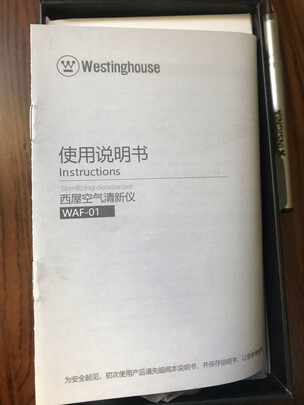 Westinghouse
使用说明书
Instructions
Sterilizing deodorizer
西屋空气清新仪
WAF-01
为安全起见，初次使用产品请先细阅本说明书，并保存说明书，以